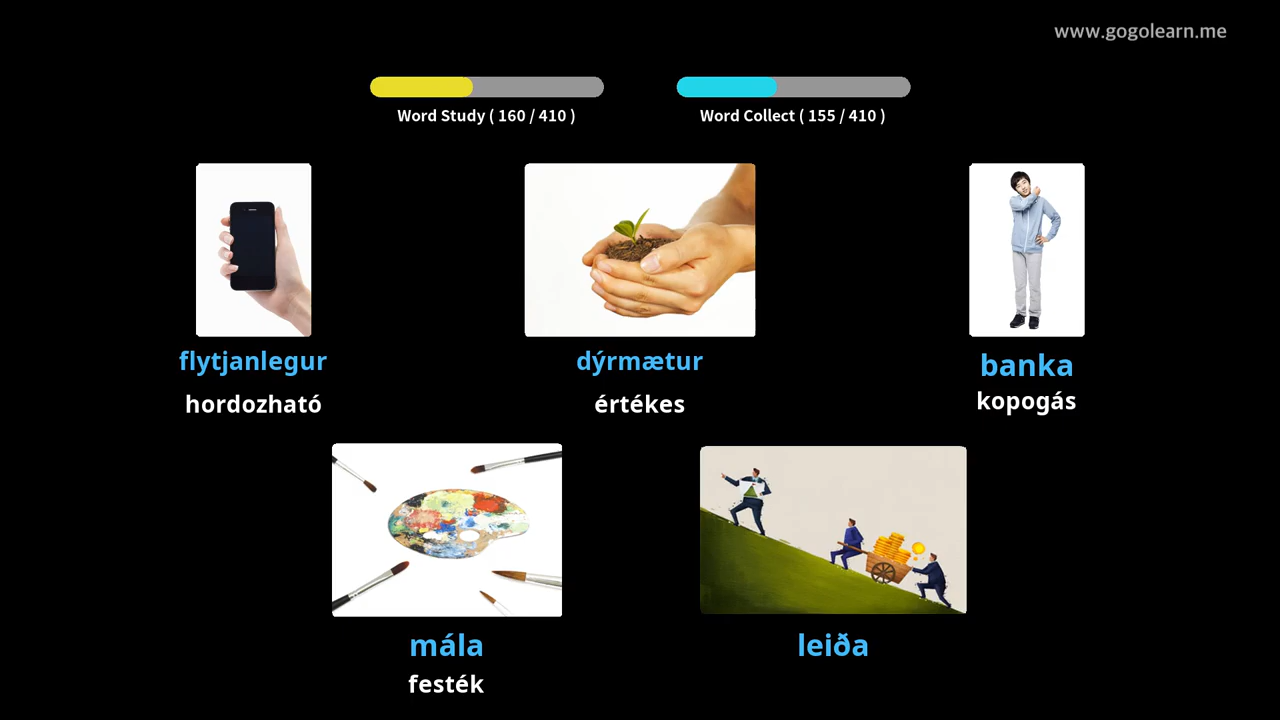 www.gogolearn.me
Word Study ( 160 / 410 )
Word Collect ( 155 / 410 )
flytjanlegur
hordozható
dýrmætur
értékes
banka
kopogás
mála
festék
leiða